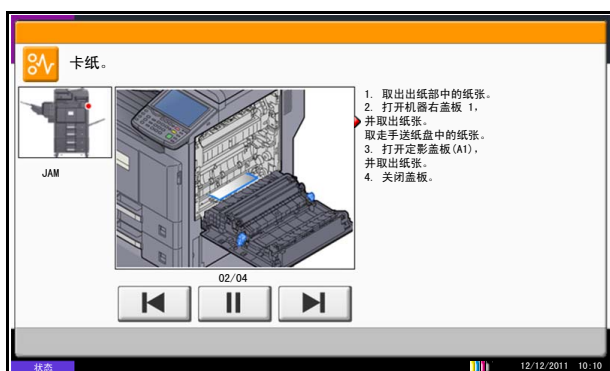 卡纸。
JAM
1. 取出出纸部中的纸张。
2. 打开机器右盖板 1,
并取出纸张。
取走手送纸盘中的纸张。
3. 打开定影盖板(A1),
并取出纸张。
4. 关闭盖板。
02/04
状态
12/12/2011 10:10